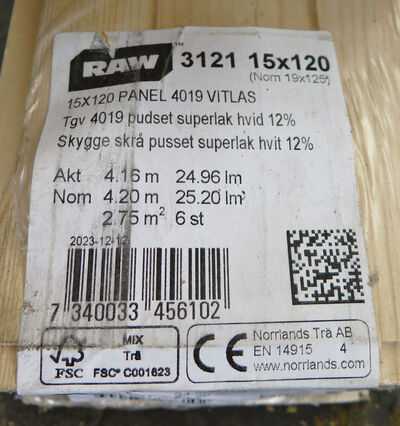 RAW™ 3121 15x120
(Nom 19x125)
15X120 PANEL 4019 VITLAS
Tgv 4019 pudset superlak hvid 12%
Skygge skrå pusset superlak hvit 12%
Akt 4.16 m 24.96 lm
Nom 4.20 m 25.20 lm
2.75 m² 6 st
2023-12-12
7 340033 456102
FSC
MIX
Trä
FSC® C001623
CE
Norrlands Trä AB
EN 14915 4
www.norrlands.com